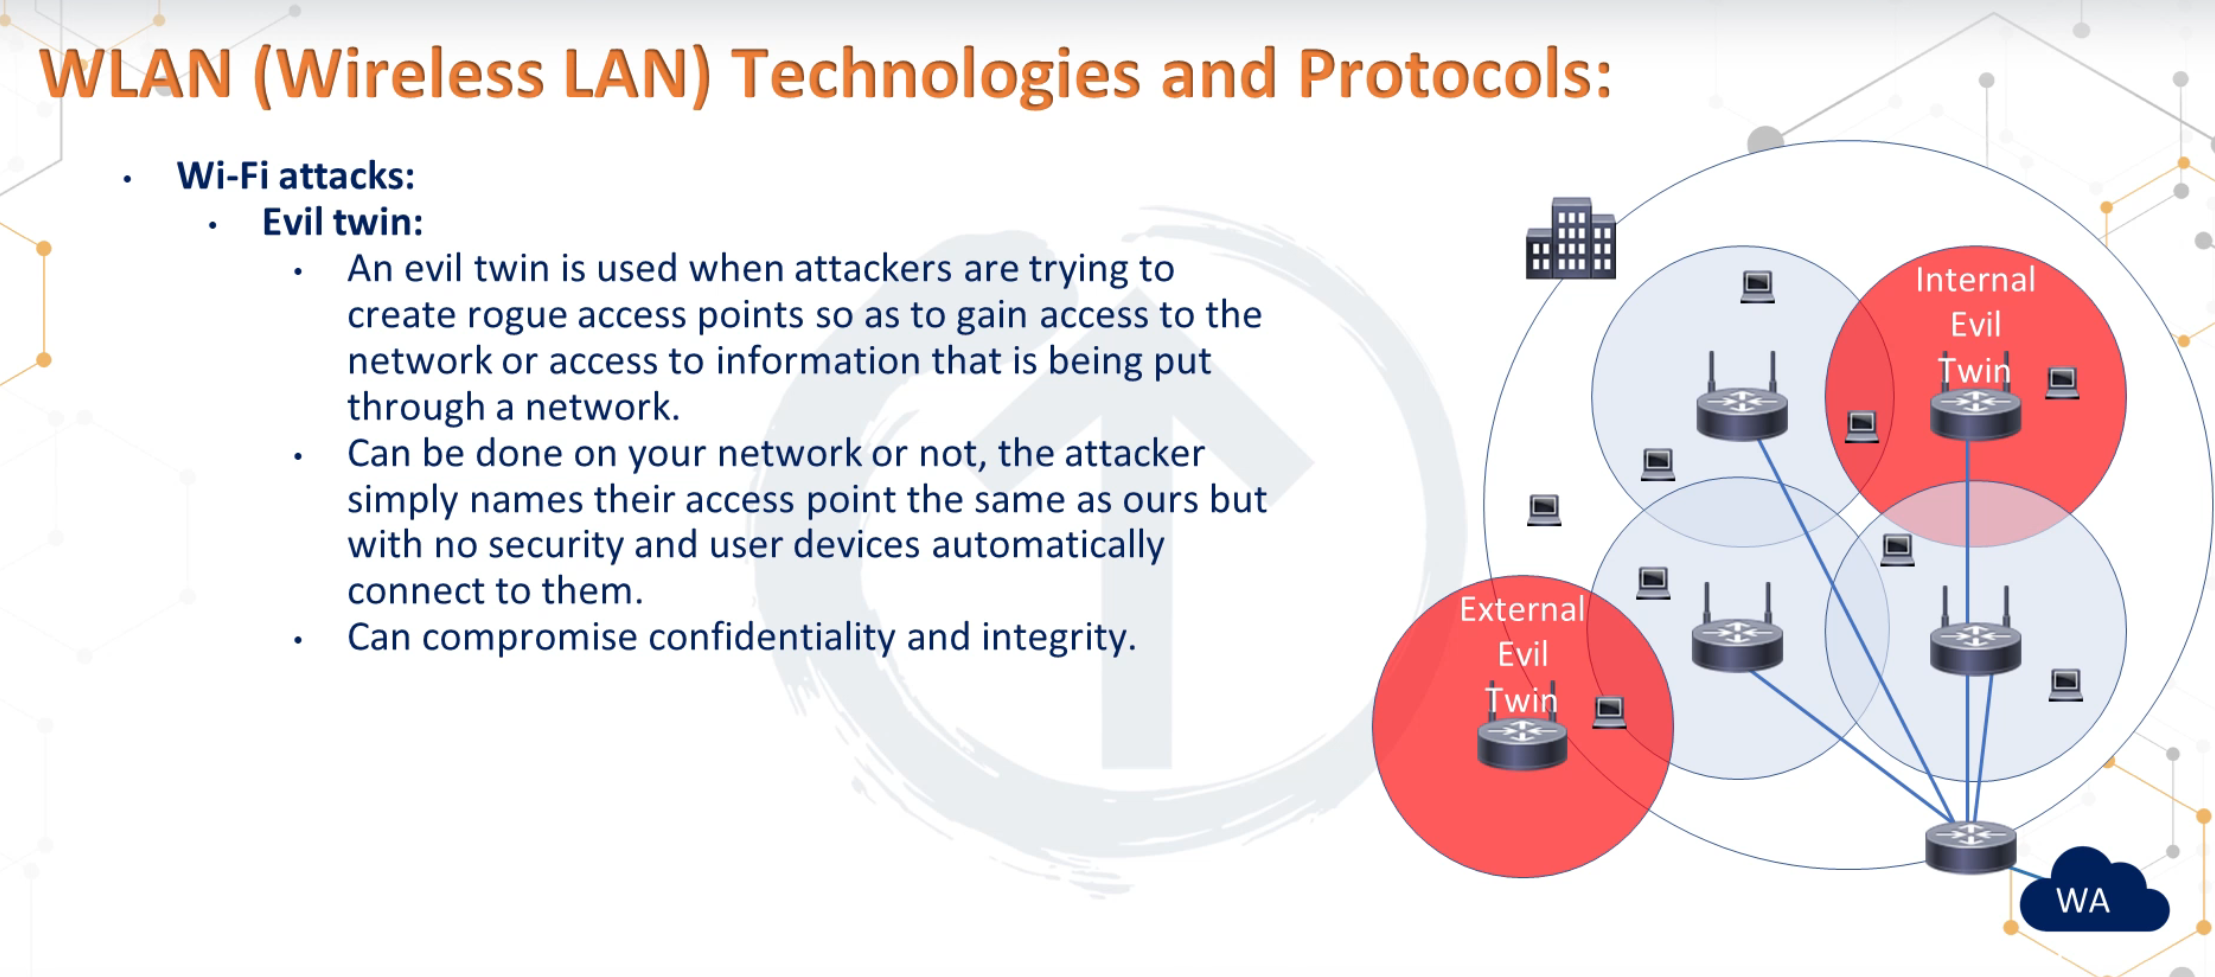 WLAN (Wireless LAN) Technologies and Protocols:
• Wi-Fi attacks:
• Evil twin:
• An evil twin is used when attackers are trying to
create rogue access points so as to gain access to the
network or access to information that is being put
through a network.
• Can be done on your network or not, the attacker
simply names their access point the same as ours but
with no security and user devices automatically
connect to them.
• Can compromise confidentiality and integrity.
Internal
Evil
Twin
External
Evil
Twin
WA